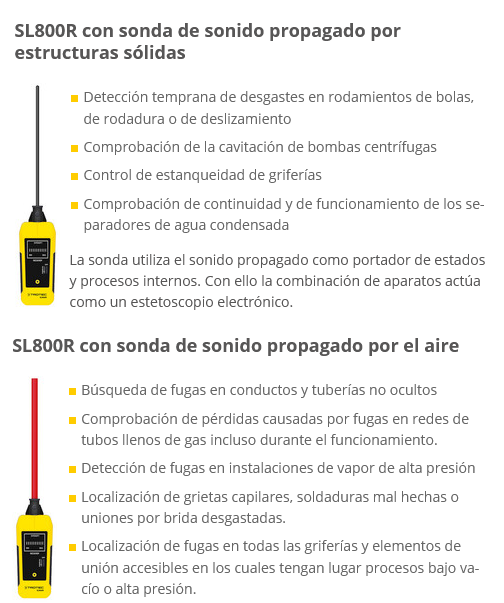 SL800R con sonda de sonido propagado por
estructuras sólidas
Detección temprana de desgastes en rodamientos de bolas,
de rodadura o de deslizamiento
Comprobación de la cavitación de bombas centrífugas
Control de estanqueidad de griferías
Comprobación de continuidad y de funcionamiento de los se-
paradores de agua condensada
La sonda utiliza el sonido propagado como portador de estados
y procesos internos. Con ello la combinación de aparatos actúa
como un estetoscopio electrónico.
SL800R con sonda de sonido propagado por el aire
Búsqueda de fugas en conductos y tuberías no ocultos
Comprobación de pérdidas causadas por fugas en redes de
tubos llenos de gas incluso durante el funcionamiento.
Detección de fugas en instalaciones de vapor de alta presión
Localización de grietas capilares, soldaduras mal hechas o
uniones por brida desgastadas.
Localización de fugas en todas las griferías y elementos de
unión accesibles en los cuales tengan lugar procesos bajo va-
cío o alta presión.